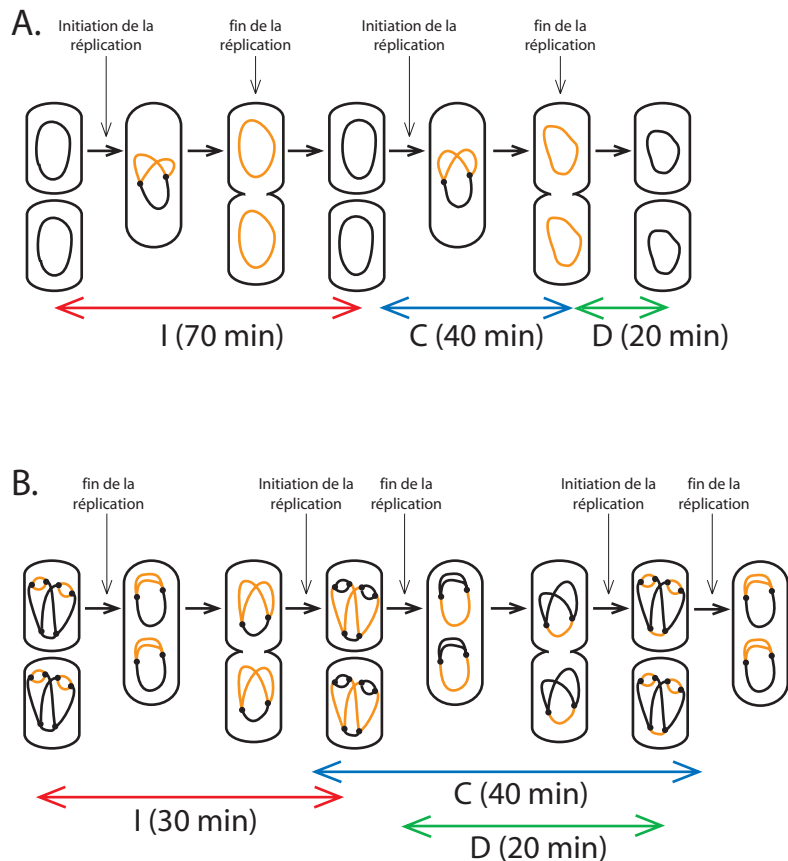 A.
Initiation de la
réplication
fin de la
réplication
Initiation de la
réplication
fin de la
réplication
I (70 min)
C (40 min)
D (20 min)
B.
fin de la
réplication
Initiation de la
réplication
fin de la
réplication
Initiation de la
réplication
fin de la
réplication
I (30 min)
C (40 min)
D (20 min)